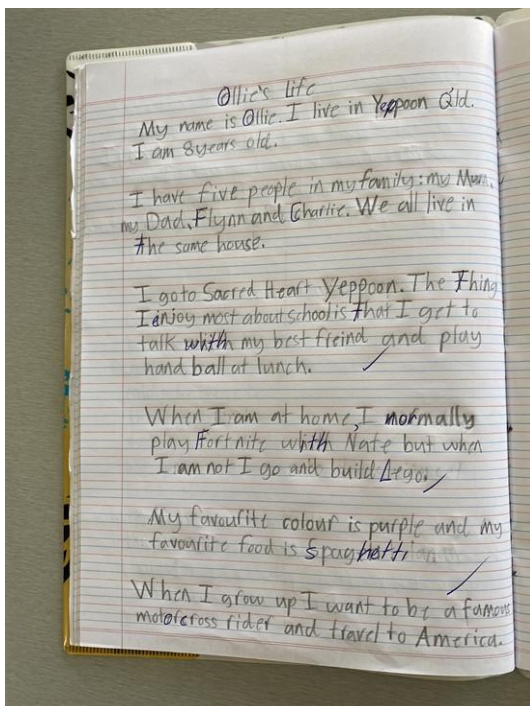 Ollie's Life
My name is Ollie. I live in Yeppoon Qld.
I am 8 years old.
I have five people in my family: my Mum,
my Dad, Flynn and Charlie. We all live in
the same house.
I go to Sacred Heart Yeppoon. The Thing
I enjoy most about school is that I get to
talk with my best freind and play
hand ball at lunch.
When I am at home, I normally
play Fortnite with Nate but when
I am not I go and build Lego.
My favourite colour is purple and my
favourite food is Spaghetti
When I grow up I want to be a famous
motorcross rider and travel to America.